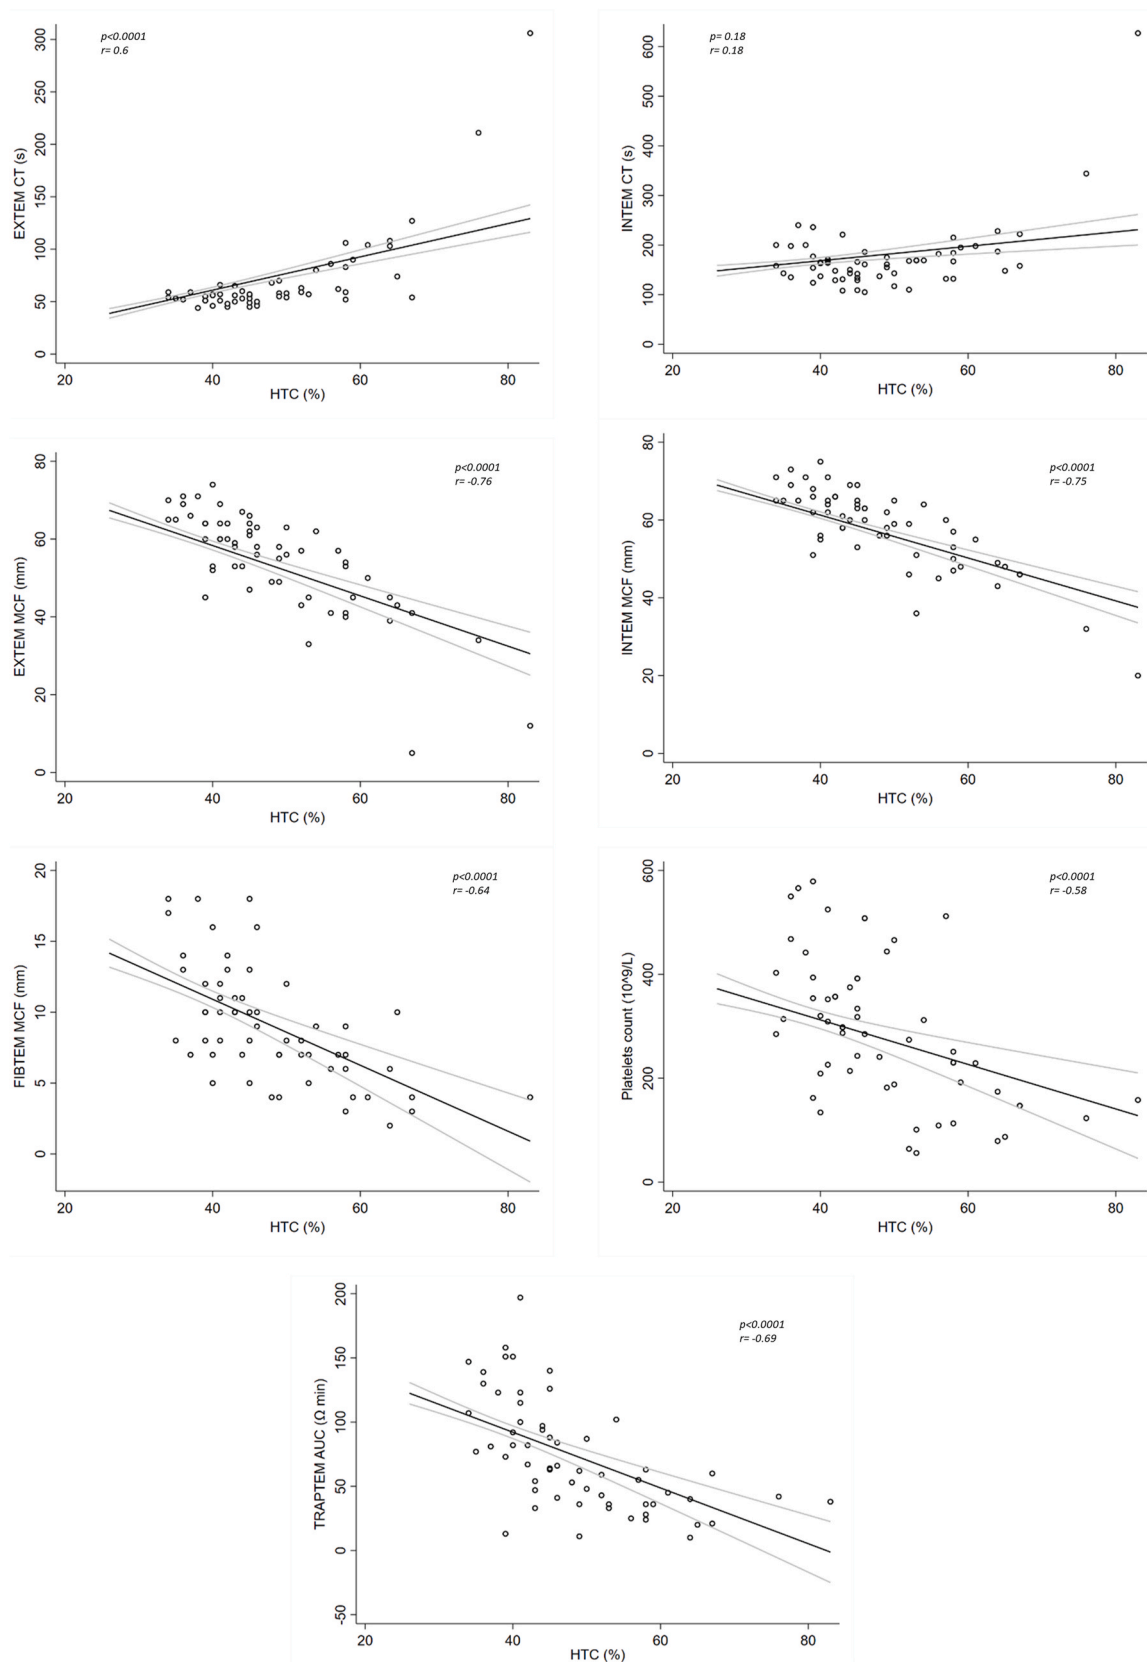 p<0.0001
r= 0.6
EXTEM CT (s)
0
50
100
150
200
250
300
20
40
60
80
HTC (%)
p= 0.18
r= 0.18
INTEM CT (s)
0
100
200
300
400
500
600
20
40
60
80
HTC (%)
p<0.0001
r= -0.76
EXTEM MCF (mm)
0
20
40
60
80
20
40
60
80
HTC (%)
p<0.0001
r= -0.75
INTEM MCF (mm)
0
20
40
60
80
20
40
60
80
HTC (%)
p<0.0001
r= -0.64
FIBTEM MCF (mm)
0
5
10
15
20
20
40
60
80
HTC (%)
p<0.0001
r= -0.58
Platelets count (10^9/L)
0
200
400
600
20
40
60
80
HTC (%)
p<0.0001
r= -0.69
TRAPTEM AUC (Ω min)
-50
0
50
100
150
200
20
40
60
80
HTC (%)